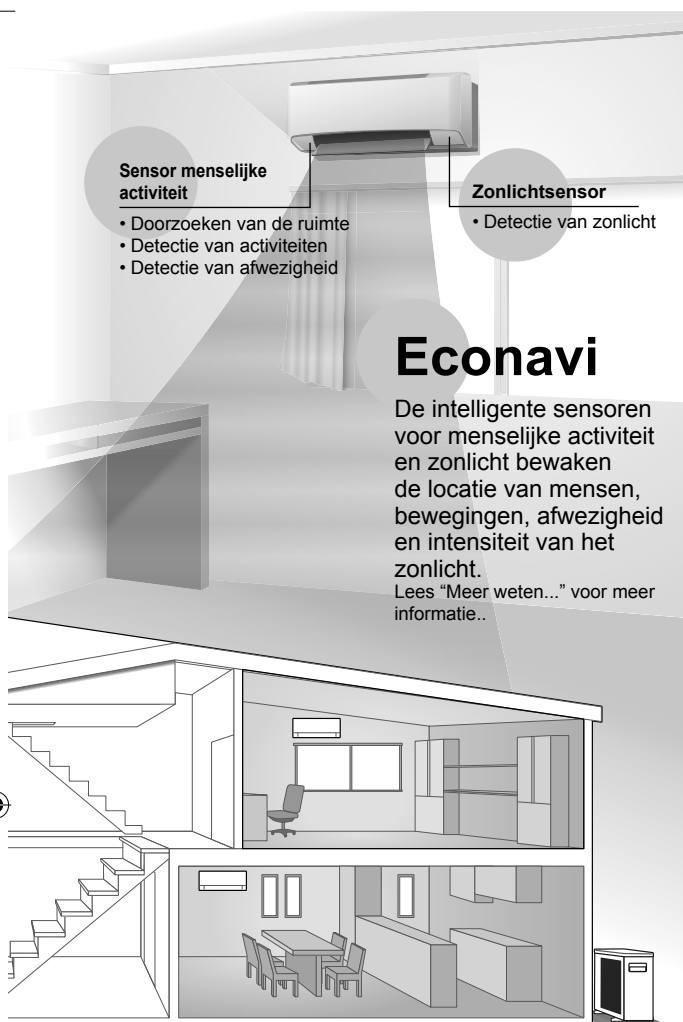 Sensor menselijke
activiteit
• Doorzoeken van de ruimte
• Detectie van activiteiten
• Detectie van afwezigheid
Zonlichtsensor
• Detectie van zonlicht
Econavi
De intelligente sensoren
voor menselijke activiteit
en zonlicht bewaken
de locatie van mensen,
bewegingen, afwezigheid
en intensiteit van het
zonlicht.
Lees “Meer weten...” voor meer
informatie..